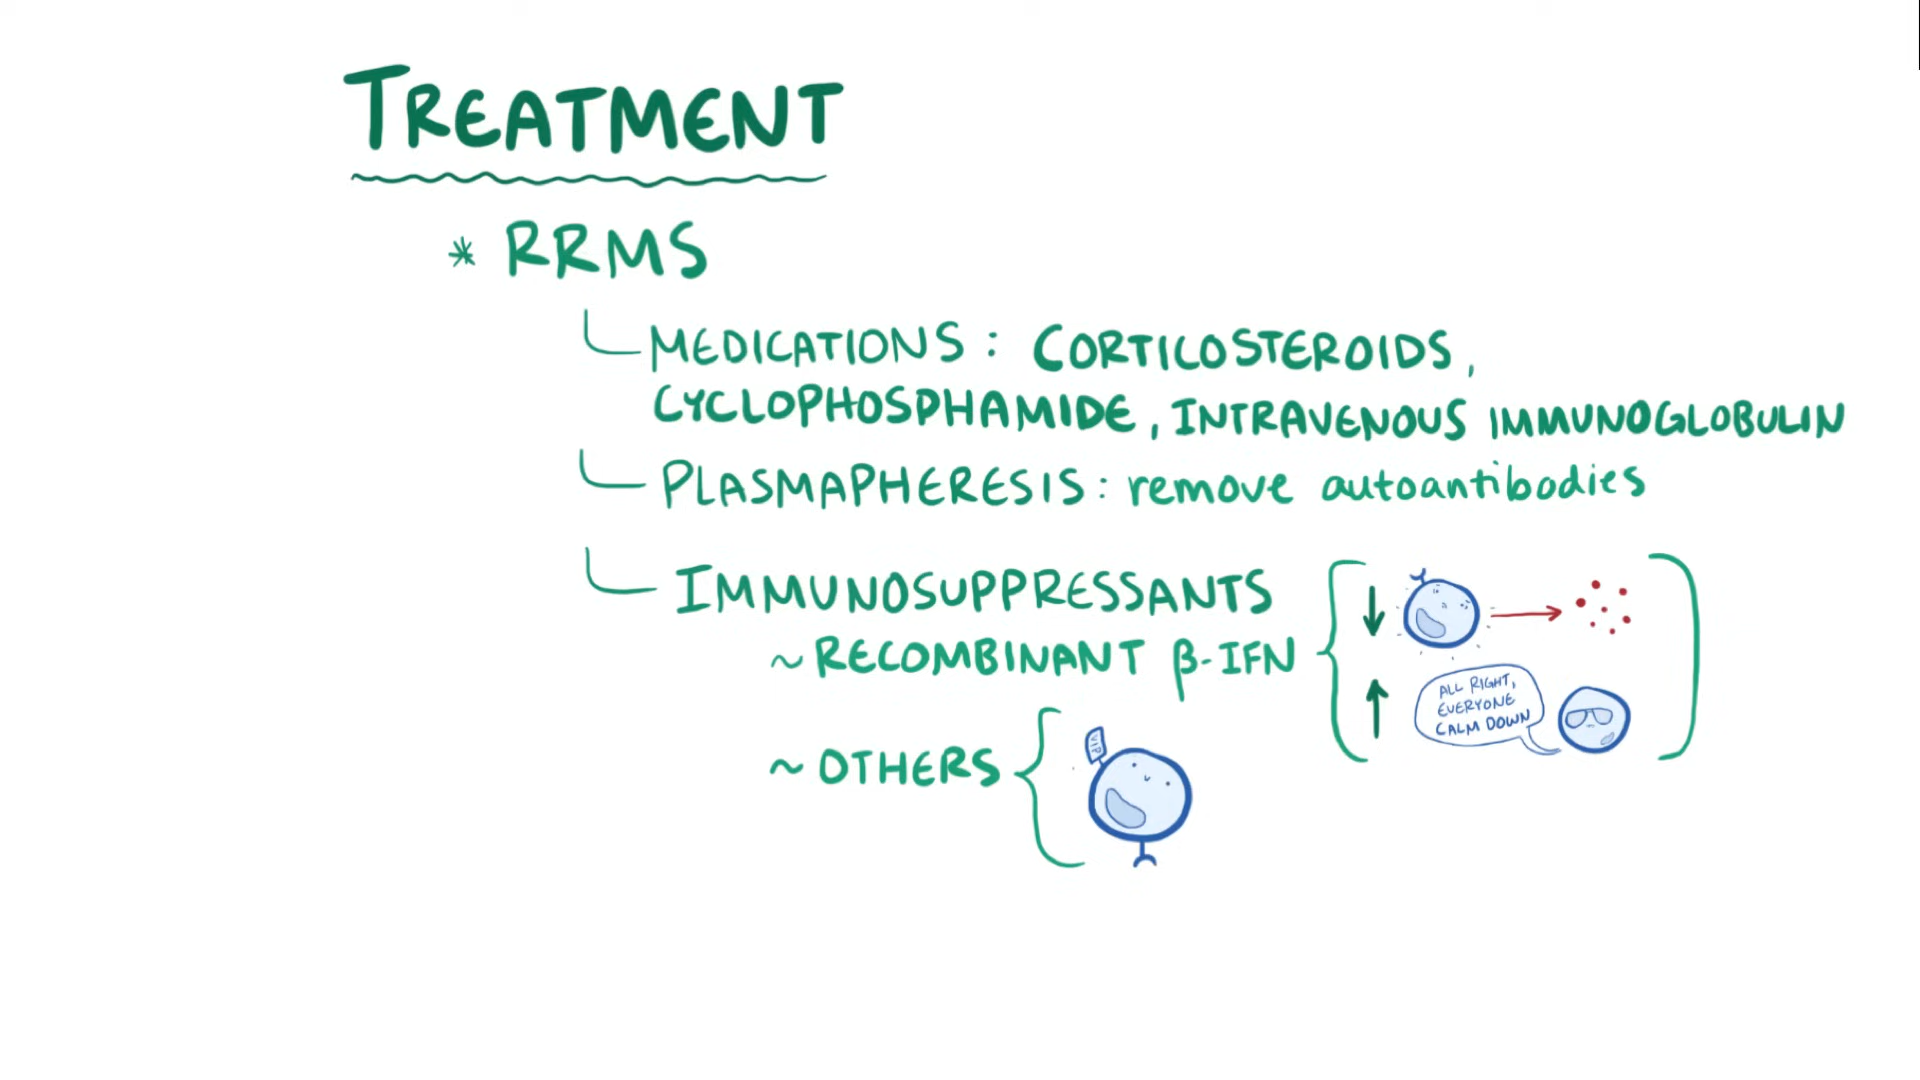 TREATMENT
* RRMS
MEDICATIONS: CORTICOSTEROIDS,
CYCLOPHOSPHAMIDE, INTRAVENOUS IMMUNOGLOBULIN
PLASMAPHERESIS: remove autoantibodies
IMMUNOSUPPRESSANTS
~ RECOMBINANT β-IFN
ALL RIGHT,
EVERYONE
CALM DOWN
~ OTHERS
VIP